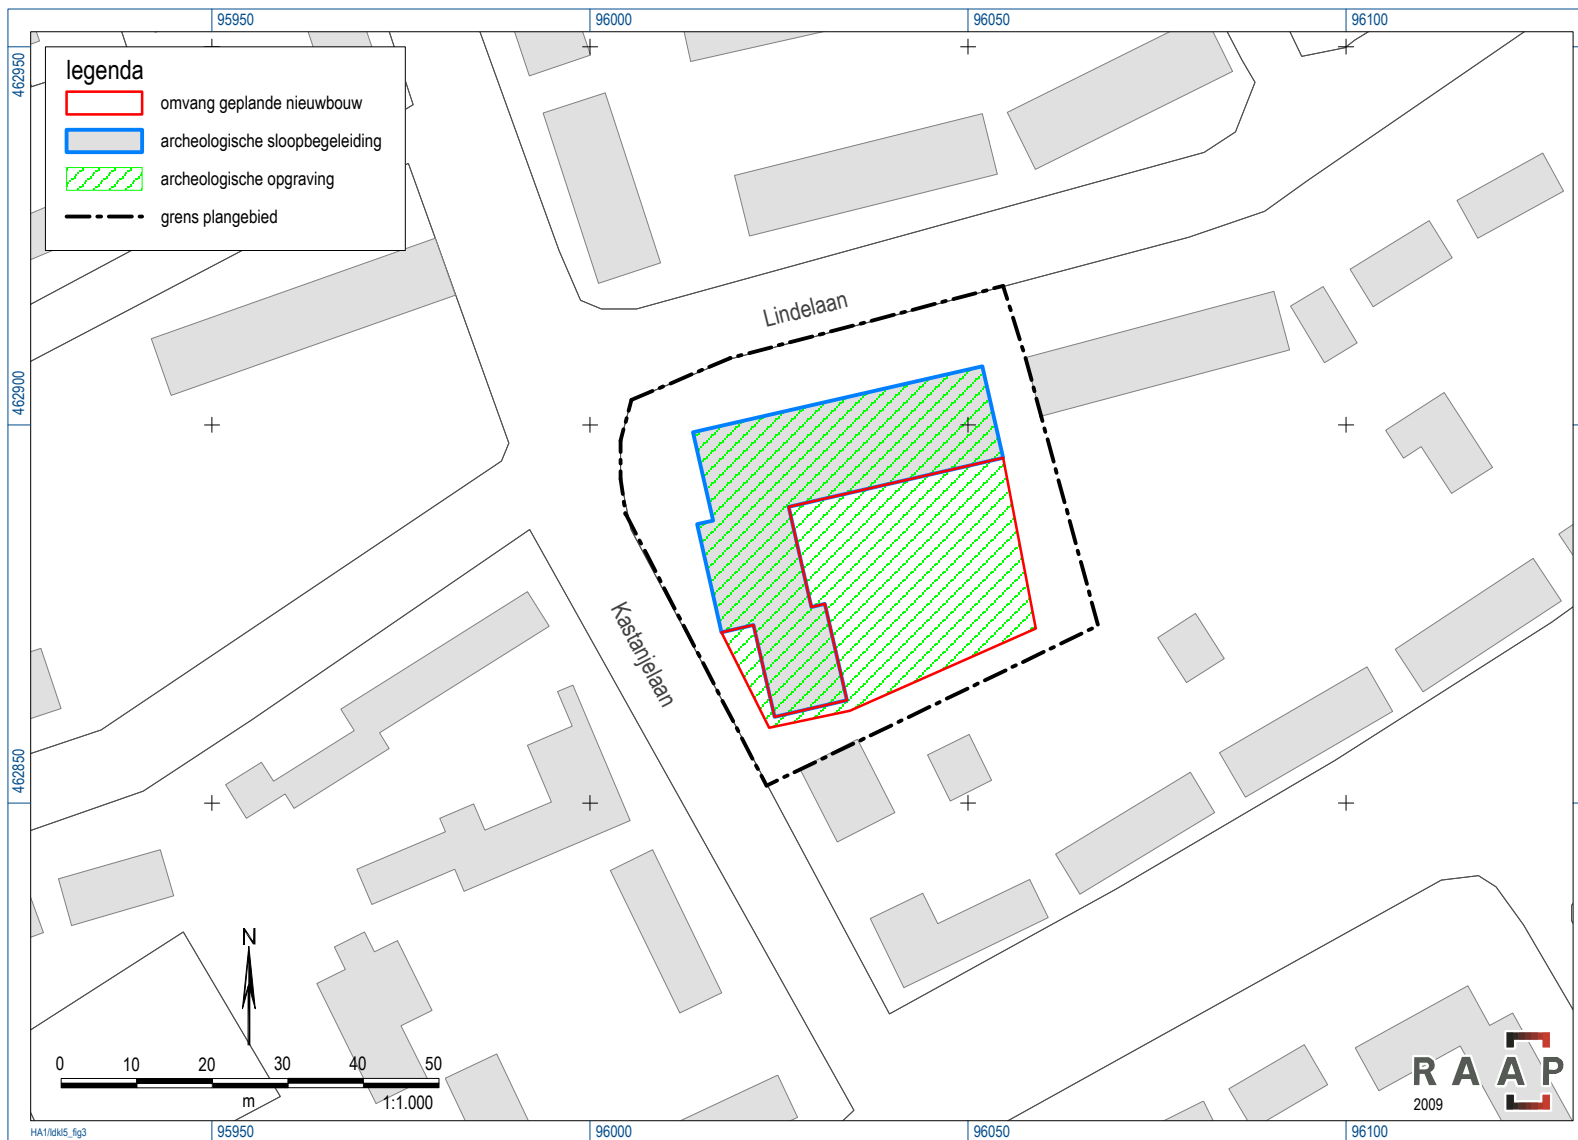 95950 96000 96050 96100
462950
legenda
omvang geplande nieuwbouw
archeologische sloopbegeleiding
archeologische opgraving
grens plangebied
Lindelaan
462900
Kastanjelaan
462850
N
0 10 20 30 40 50
m 1:1.000
RAAP
2009
HA1/ldkl5_fig3
95950 96000 96050 96100